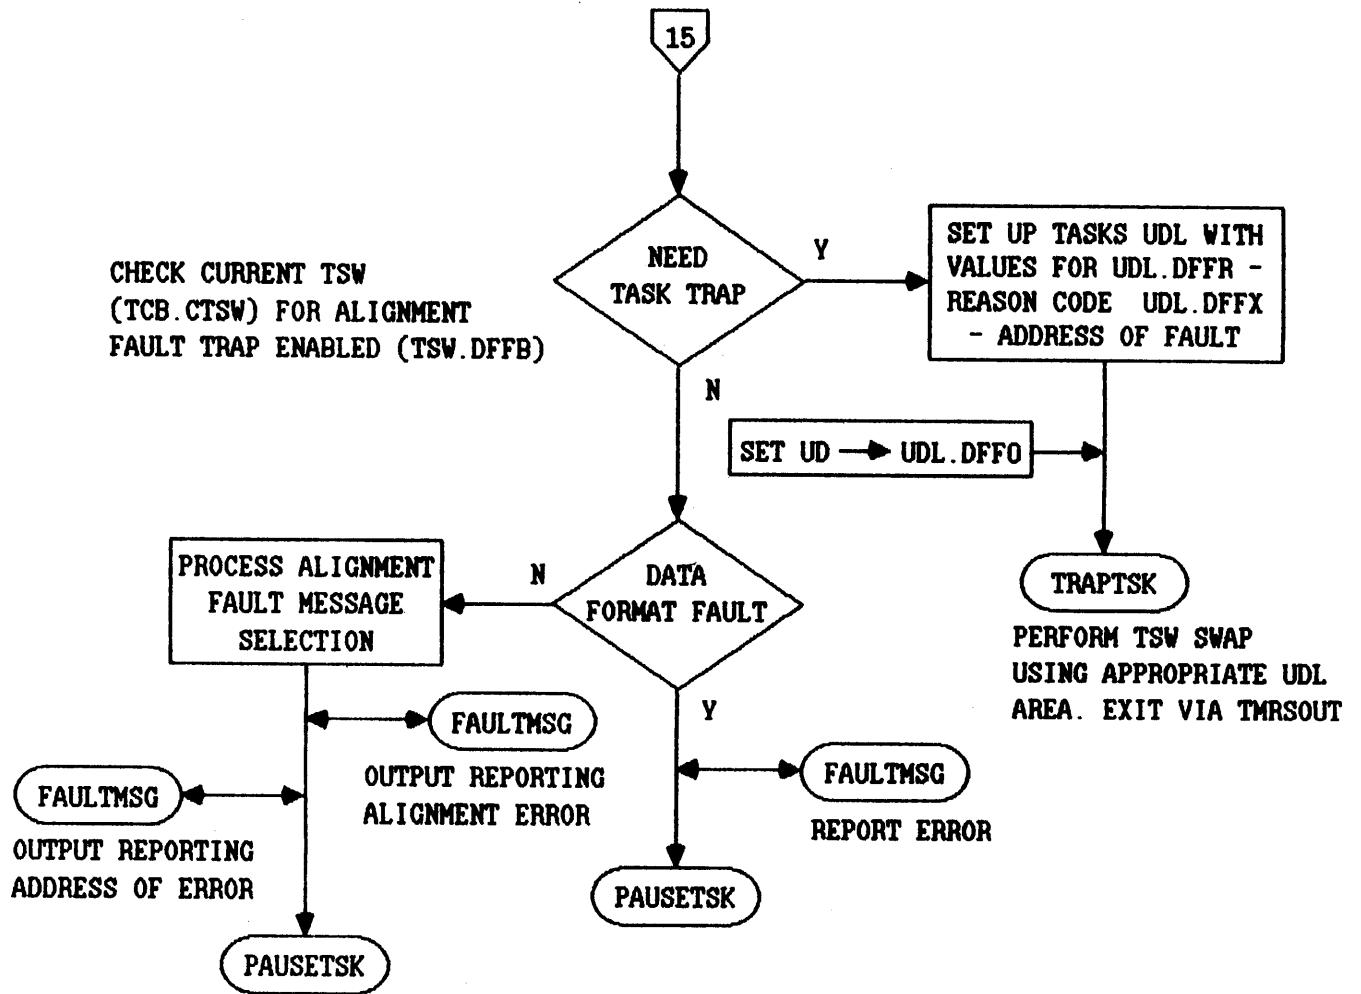 15
NEED
TASK TRAP
Y
SET UP TASKS UDL WITH
VALUES FOR UDL.DFFR -
REASON CODE UDL.DFFX
- ADDRESS OF FAULT
CHECK CURRENT TSW
(TCB.CTSW) FOR ALIGNMENT
FAULT TRAP ENABLED (TSW.DFFB)
N
SET UD → UDL.DFFO
PROCESS ALIGNMENT
FAULT MESSAGE
SELECTION
N
DATA
FORMAT FAULT
TRAPTSK
PERFORM TSW SWAP
USING APPROPRIATE UDL
AREA. EXIT VIA TMRSOUT
Y
FAULTMSG
OUTPUT REPORTING
ALIGNMENT ERROR
FAULTMSG
REPORT ERROR
FAULTMSG
OUTPUT REPORTING
ADDRESS OF ERROR
PAUSETSK
PAUSETSK